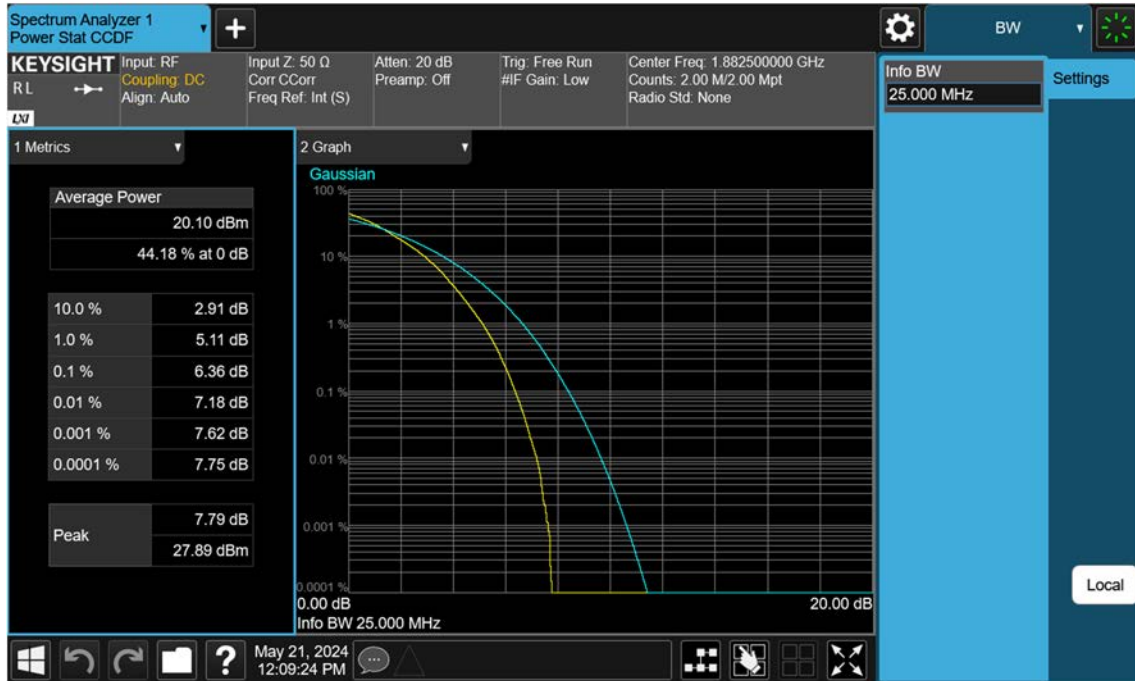 Spectrum Analyzer 1
Power Stat CCDF
BW
KEYSIGHT
R L
LXI
Input: RF
Coupling: DC
Align: Auto
Input Z: 50 Ω
Corr CCorr
Freq Ref: Int (S)
Atten: 20 dB
Preamp: Off
Trig: Free Run
#IF Gain: Low
Center Freq: 1.882500000 GHz
Counts: 2.00 M/2.00 Mpt
Radio Std: None
Info BW
25.000 MHz
Settings
1 Metrics
Average Power
20.10 dBm
44.18 % at 0 dB
10.0 % 2.91 dB
1.0 % 5.11 dB
0.1 % 6.36 dB
0.01 % 7.18 dB
0.001 % 7.62 dB
0.0001 % 7.75 dB
Peak
7.79 dB
27.89 dBm
2 Graph
Gaussian
100 %
10 %
1 %
0.1 %
0.01 %
0.001 %
0.0001 %
0.00 dB 20.00 dB
Info BW 25.000 MHz
Local
?
May 21, 2024
12:09:24 PM